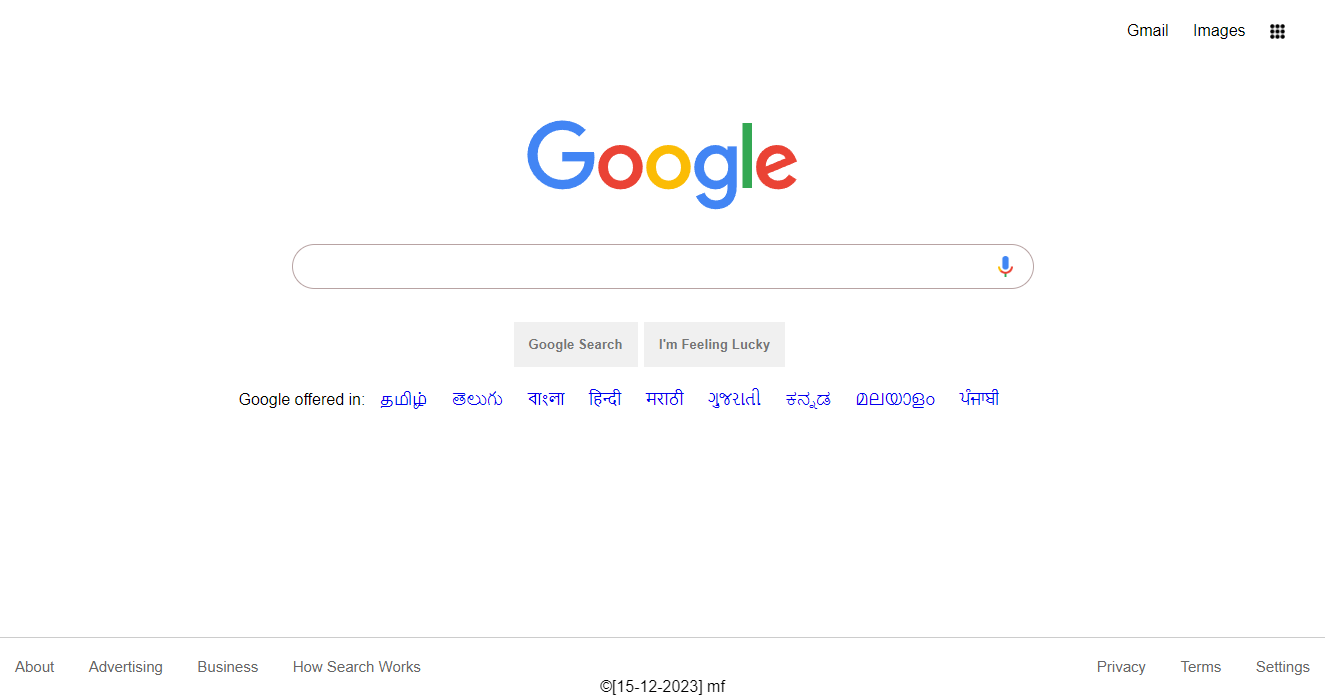 Gmail Images
Google
Google Search I'm Feeling Lucky
Google offered in: தமிழ் తెలుగు বাংলা हिन्दी मराठी ગુજરાતી ಕನ್ನಡ മലയാളം ਪੰਜਾਬੀ
About Advertising Business How Search Works Privacy Terms Settings
©[15-12-2023] mf